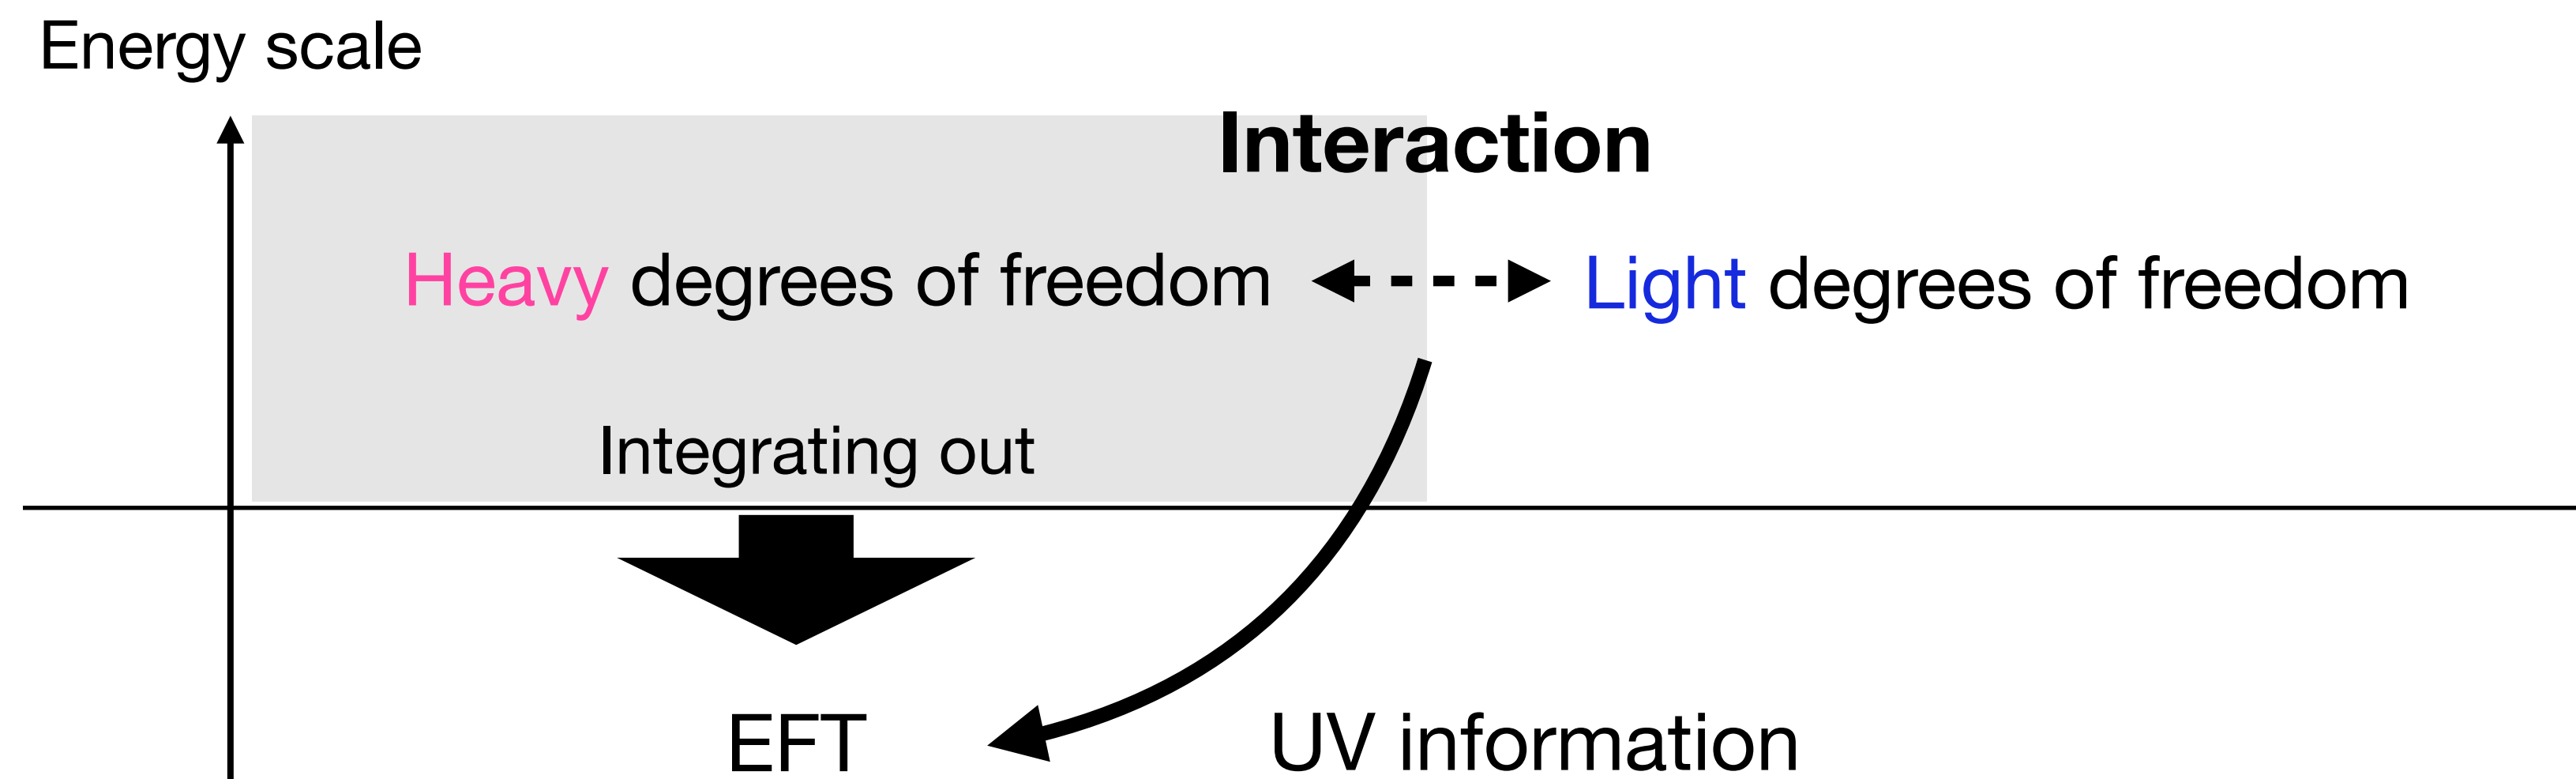 Energy scale
Interaction
Heavy degrees of freedom
Light degrees of freedom
Integrating out
EFT
UV information